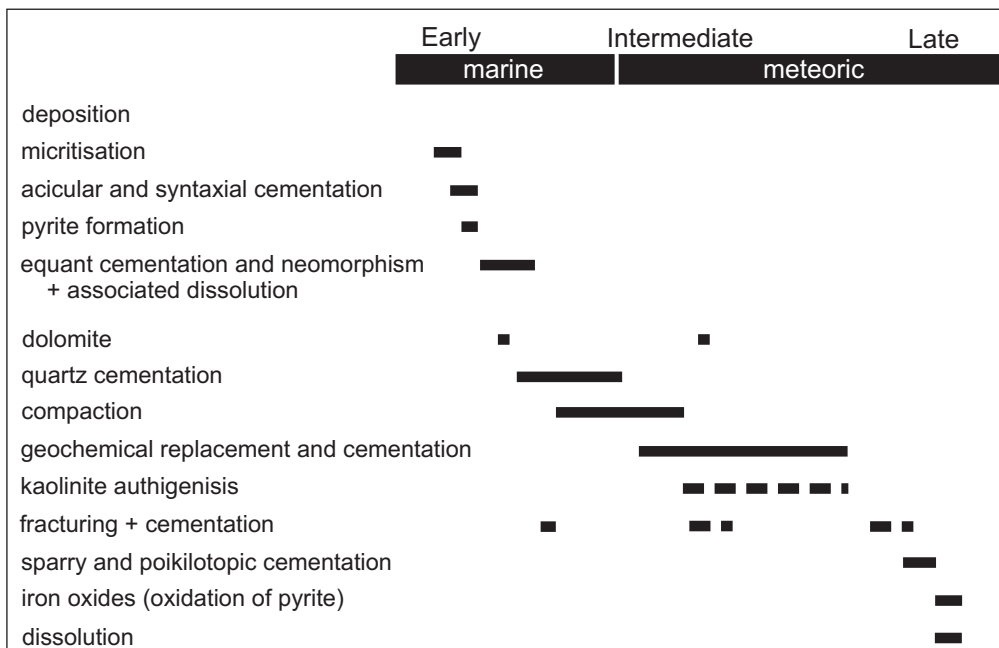 Early Intermediate Late
marine meteoric
deposition
micritisation
acicular and syntaxial cementation
pyrite formation
equant cementation and neomorphism
+ associated dissolution
dolomite
quartz cementation
compaction
geochemical replacement and cementation
kaolinite authigenisis
fracturing + cementation
sparry and poikilotopic cementation
iron oxides (oxidation of pyrite)
dissolution